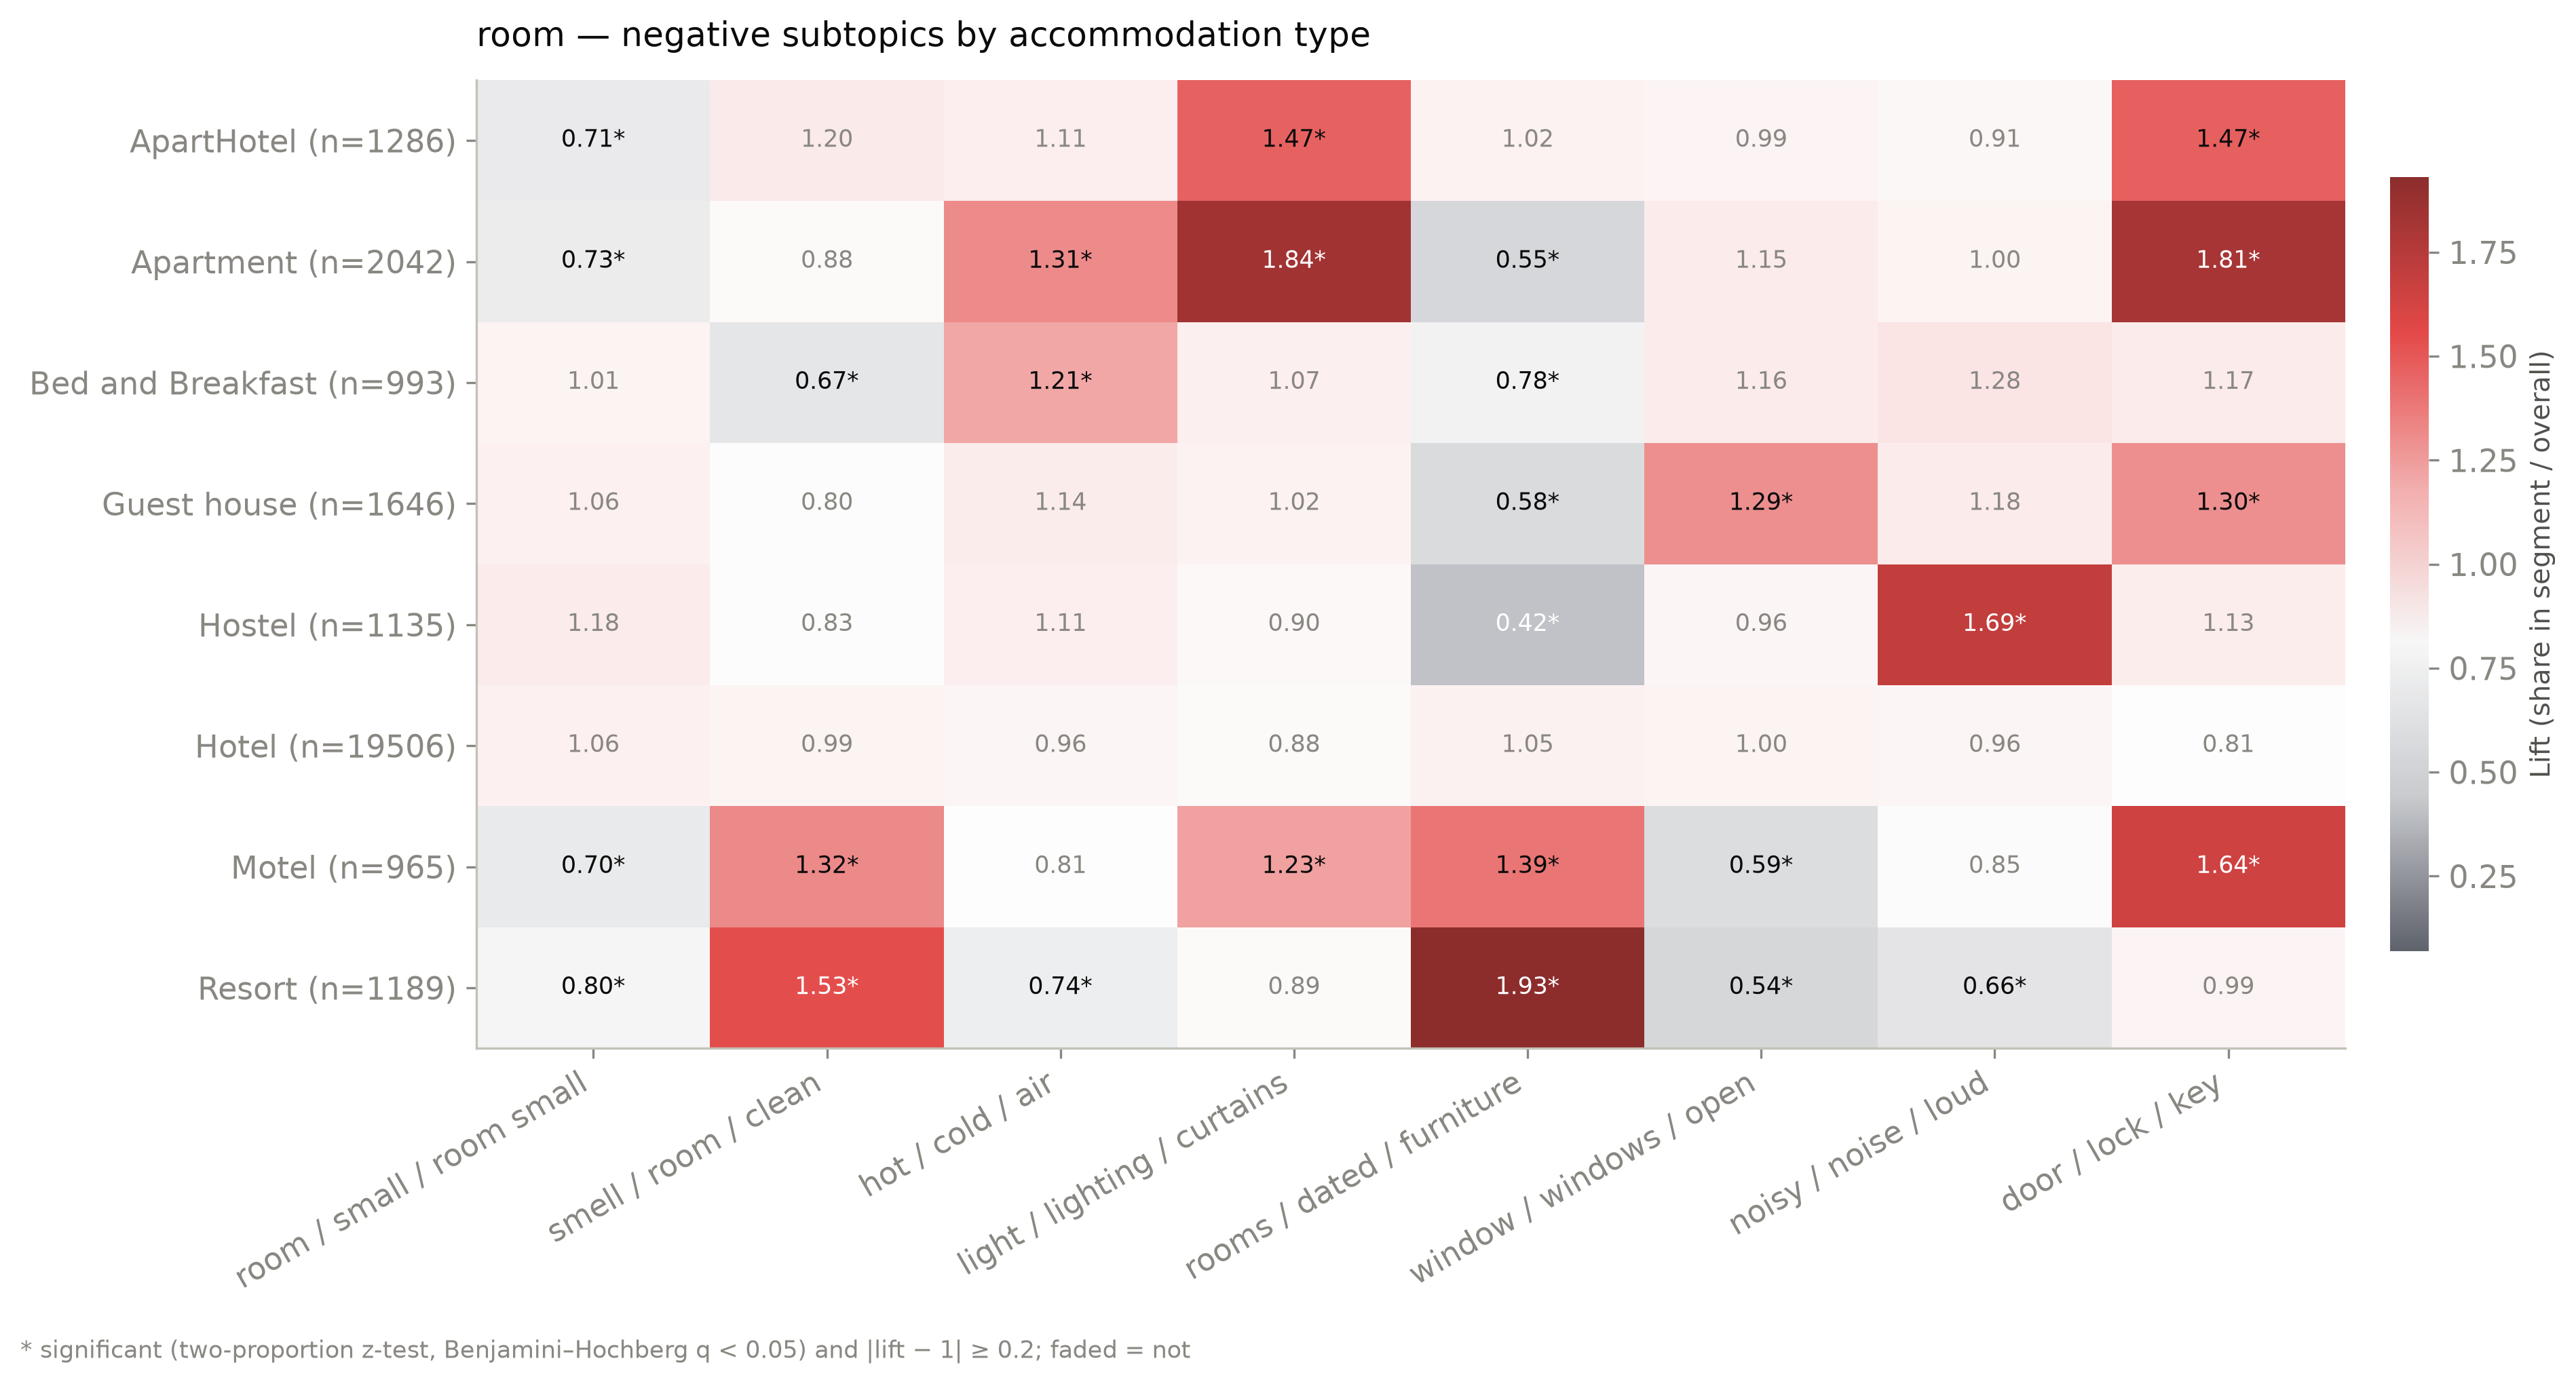 room — negative subtopics by accommodation type
ApartHotel (n=1286) 0.71* 1.20 1.11 1.47* 1.02 0.99 0.91 1.47*
Apartment (n=2042) 0.73* 0.88 1.31* 1.84* 0.55* 1.15 1.00 1.81*
Bed and Breakfast (n=993) 1.01 0.67* 1.21* 1.07 0.78* 1.16 1.28 1.17
Guest house (n=1646) 1.06 0.80 1.14 1.02 0.58* 1.29* 1.18 1.30*
Hostel (n=1135) 1.18 0.83 1.11 0.90 0.42* 0.96 1.69* 1.13
Hotel (n=19506) 1.06 0.99 0.96 0.88 1.05 1.00 0.96 0.81
Motel (n=965) 0.70* 1.32* 0.81 1.23* 1.39* 0.59* 0.85 1.64*
Resort (n=1189) 0.80* 1.53* 0.74* 0.89 1.93* 0.54* 0.66* 0.99
room / small / room small
smell / room / clean
hot / cold / air
light / lighting / curtains
rooms / dated / furniture
window / windows / open
noisy / noise / loud
door / lock / key
1.75
1.50
1.25
1.00
0.75
0.50
0.25
Lift (share in segment / overall)
* significant (two-proportion z-test, Benjamini–Hochberg q < 0.05) and |lift − 1| ≥ 0.2; faded = not